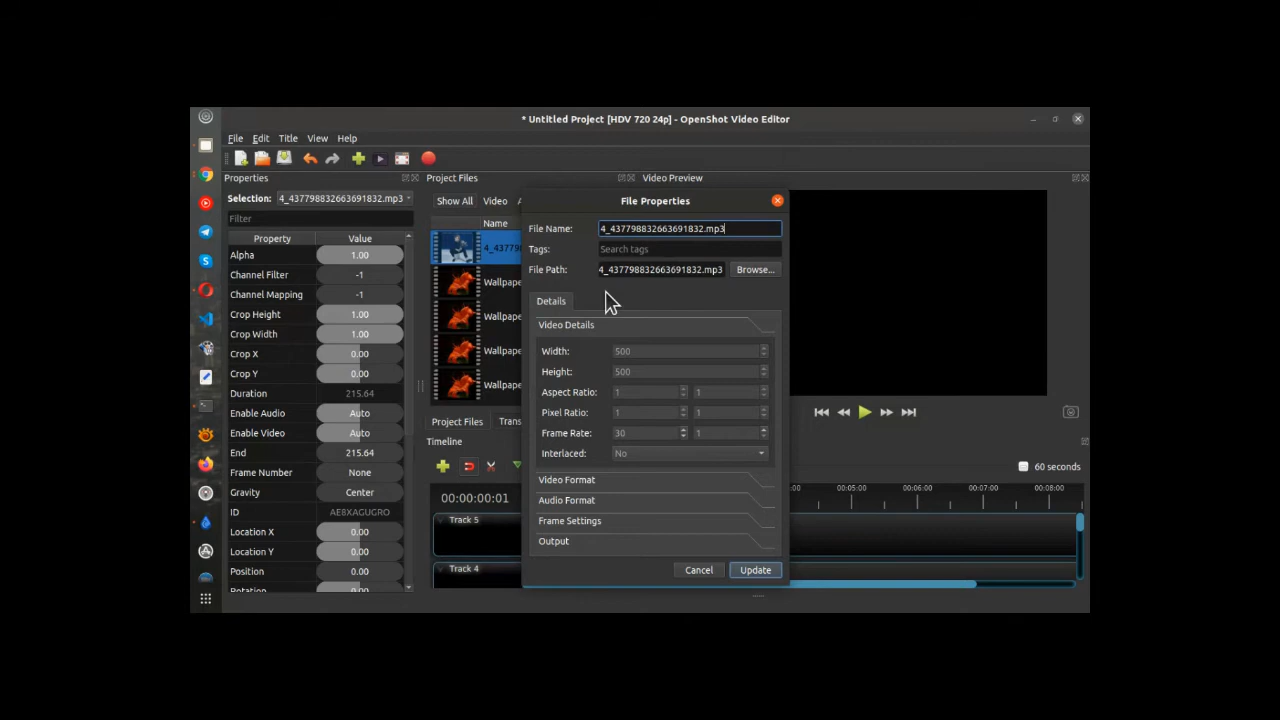 * Untitled Project [HDV 720 24p] - OpenShot Video Editor
File Edit Title View Help
Properties
Project Files
Video Preview
Selection: 4_437798832663691832.mp3
Show All Video
File Properties
Filter
Name
File Name: 4_437798832663691832.mp3
Property Value
Tags: Search tags
4_43779
Alpha 1.00
File Path: 4_437798832663691832.mp3 Browse...
Channel Filter -1
Wallpape
Channel Mapping -1
Details
Crop Height 1.00
Wallpape
Video Details
Crop Width 1.00
Wallpape
Width: 500
Crop X 0.00
Height: 500
Crop Y 0.00
Wallpape
Aspect Ratio: 1 1
Duration 215.64
Pixel Ratio: 1 1
Enable Audio Auto
Project Files Trans
Frame Rate: 30 1
Enable Video Auto
Timeline
Interlaced: No
End 215.64
60 seconds
Frame Number None
Video Format
Gravity Center
00:00:00:01
:00 00:05:00 00:06:00 00:07:00 00:08:00
Audio Format
ID AE8XAGUGRO
Track 5
Frame Settings
Location X 0.00
Output
Location Y 0.00
Track 4
Cancel Update
Position 0.00
Rotation 0.00